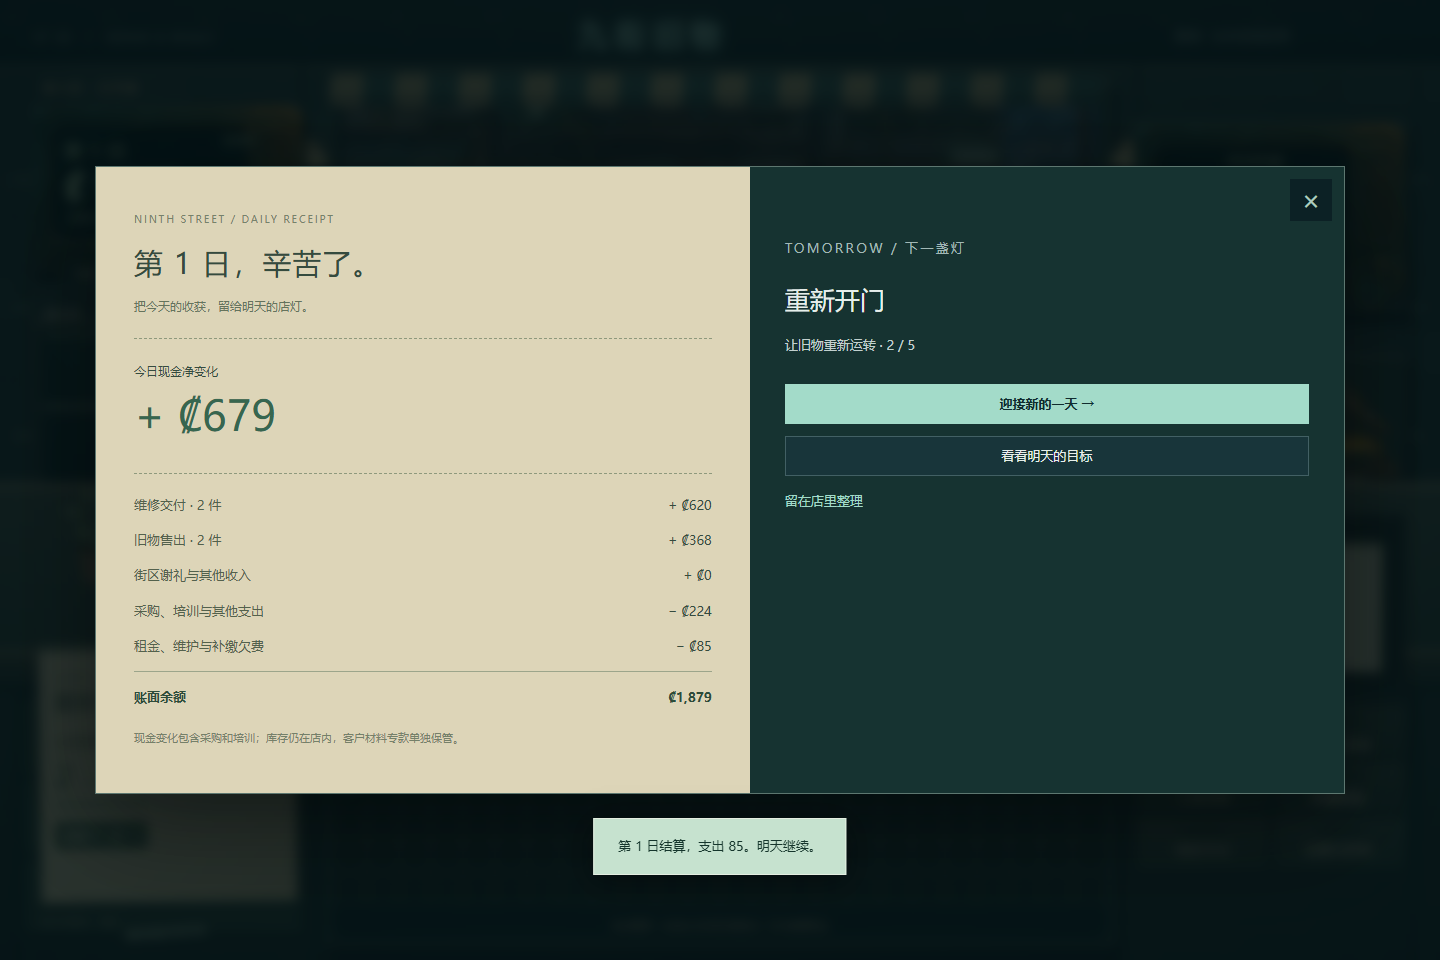 NINTH STREET / DAILY RECEIPT
第 1 日，辛苦了。
把今天的收获，留给明天的店灯。
今日现金净变化
+ ₡679
维修交付 · 2 件 + ₡620
旧物售出 · 2 件 + ₡368
街区谢礼与其他收入 + ₡0
采购、培训与其他支出 − ₡224
租金、维护与补缴欠费 − ₡85
账面余额 ₡1,879
现金变化包含采购和培训；库存仍在店内，客户材料专款单独保管。
×
TOMORROW / 下一盏灯
重新开门
让旧物重新运转 · 2 / 5
迎接新的一天 →
看看明天的目标
留在店里整理
第 1 日结算，支出 85。明天继续。